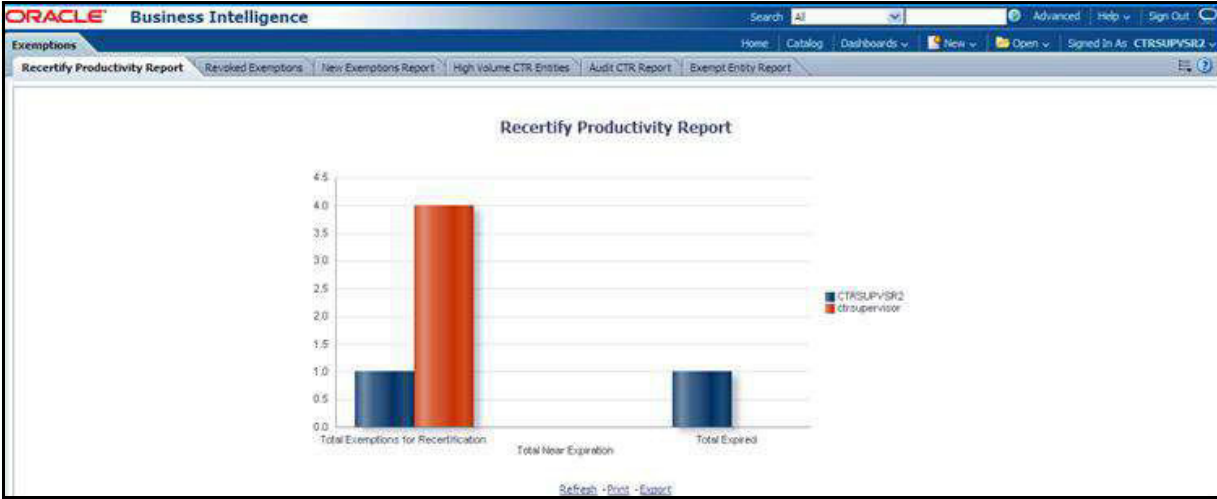 ORACLE Business Intelligence Search All Advanced Help Sign Out
Exemptions Home Catalog Dashboards New Open Signed In As CTRSUPVSR2
Recertify Productivity Report Revoked Exemptions New Exemptions Report High Volume CTR Entities Audit CTR Report Exempt Entity Report
Recertify Productivity Report
4.5
4.0
3.5
3.0
2.5
2.0
1.5
1.0
0.5
0.0
CTRSUPVSR2
ctrsupervisor
Total Exemptions for Recertification
Total Near Expiration
Total Expired
Refresh - Print - Export